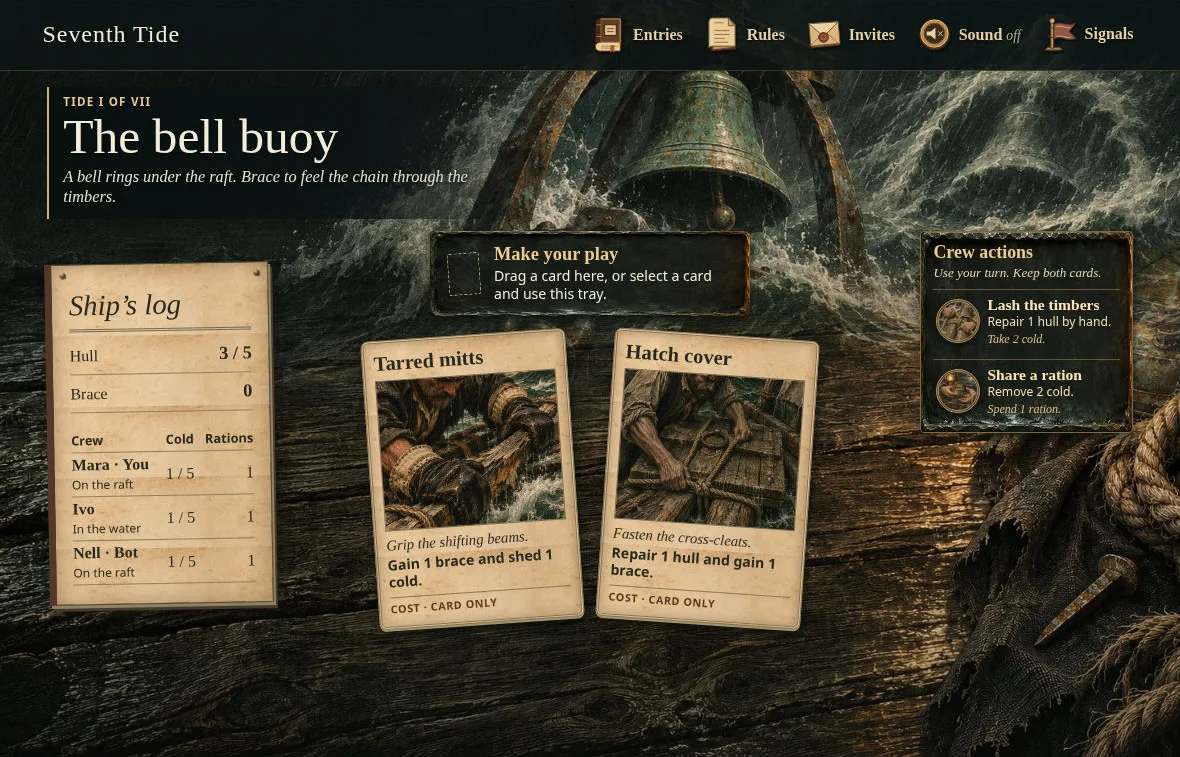 Seventh Tide
Entries
Rules
Invites
Sound off
Signals
TIDE I OF VII
The bell buoy
A bell rings under the raft. Brace to feel the chain through the
timbers.
Make your play
Drag a card here, or select a card
and use this tray.
Crew actions
Use your turn. Keep both cards.
Lash the timbers
Repair 1 hull by hand.
Take 2 cold.
Share a ration
Remove 2 cold.
Spend 1 ration.
Ship's log
Hull 3 / 5
Brace 0
Crew Cold Rations
Mara · You 1 / 5 1
On the raft
Ivo 1 / 5 1
In the water
Nell · Bot 1 / 5 1
On the raft
Tarred mitts
Grip the shifting beams.
Gain 1 brace and shed 1
cold.
COST · CARD ONLY
Hatch cover
Fasten the cross-cleats.
Repair 1 hull and gain 1
brace.
COST · CARD ONLY